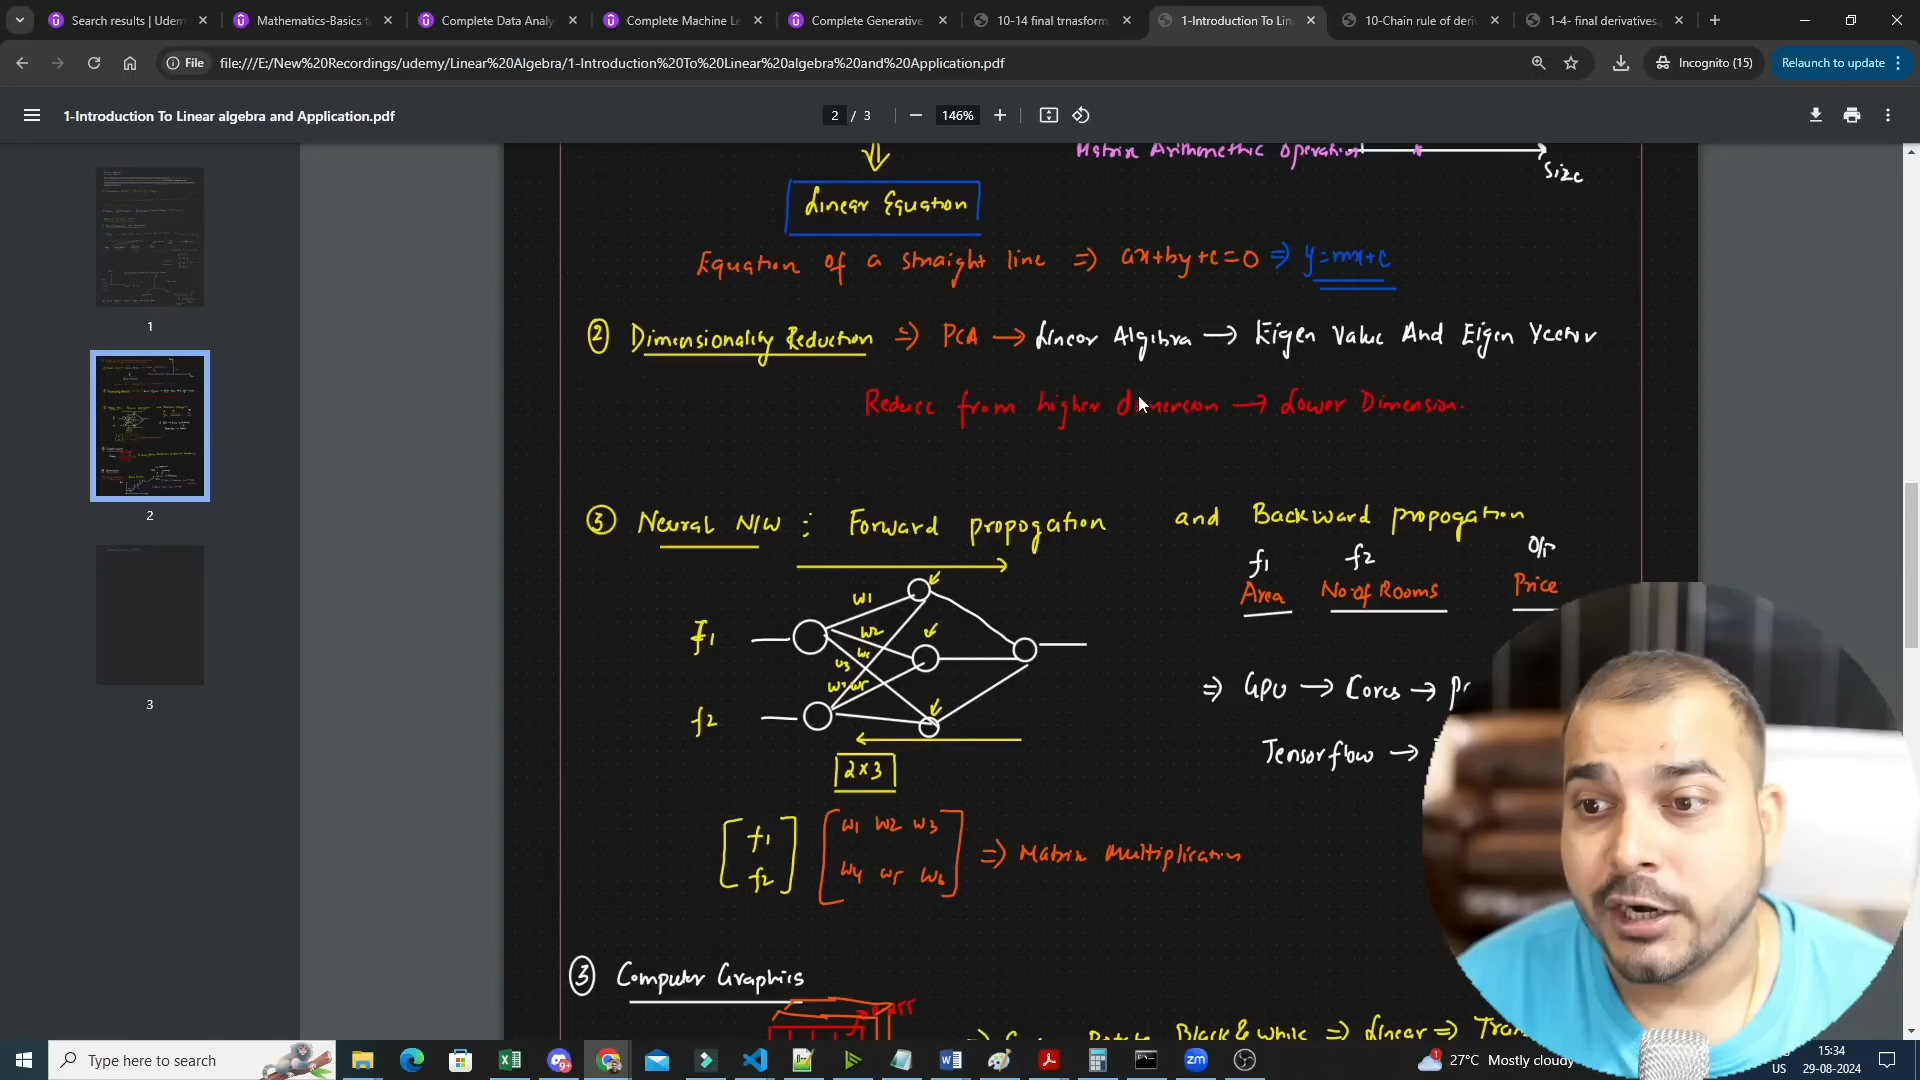 Search results | Udem
Mathematics-Basics t
Complete Data Analy
Complete Machine Le
Complete Generative
10-14 final trnasform
1-Introduction To Lin
10-Chain rule of deri
1-4- final derivatives.
File
file:///E:/New%20Recordings/udemy/Linear%20Algebra/1-Introduction%20To%20Linear%20algebra%20and%20Application.pdf
Incognito (15)
Relaunch to update
1-Introduction To Linear algebra and Application.pdf
2 / 3
146%
1
2
3
Matrix Arithmetic Operation
Size
Linear Equation
Equation of a straight line => ax+by+c=0 => y=mx+c
② Dimensionality Reduction => PCA → Linear Algebra → Eigen Value And Eigen Vector
Reduce from higher dimension → Lower Dimension.
③ Neural N/W : Forward propogation and Backward propogation
f1 f2 O/P
Area No of Rooms Price
w1
f1
w2
w3
f2
2×3
=> GPU → Cores →
Tensorflow →
f1
f2
w1 w2 w3
w4 w5 w6
=> Matrix Multiplication
③ Computer Graphics
255
Black & White => Linear =>
Type here to search
27°C Mostly cloudy
15:34
US
29-08-2024